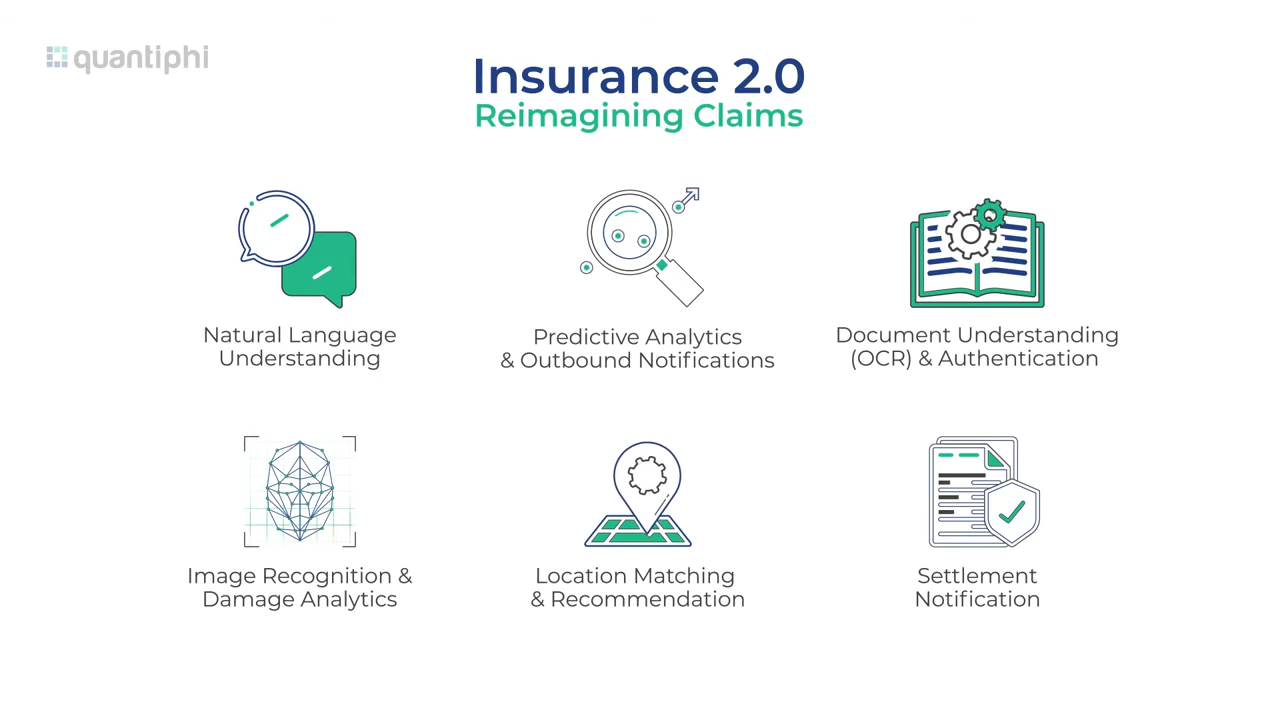 quantiphi
Insurance 2.0
Reimagining Claims
Natural Language
Understanding
Predictive Analytics
& Outbound Notifications
Document Understanding
(OCR) & Authentication
Image Recognition &
Damage Analytics
Location Matching
& Recommendation
Settlement
Notification